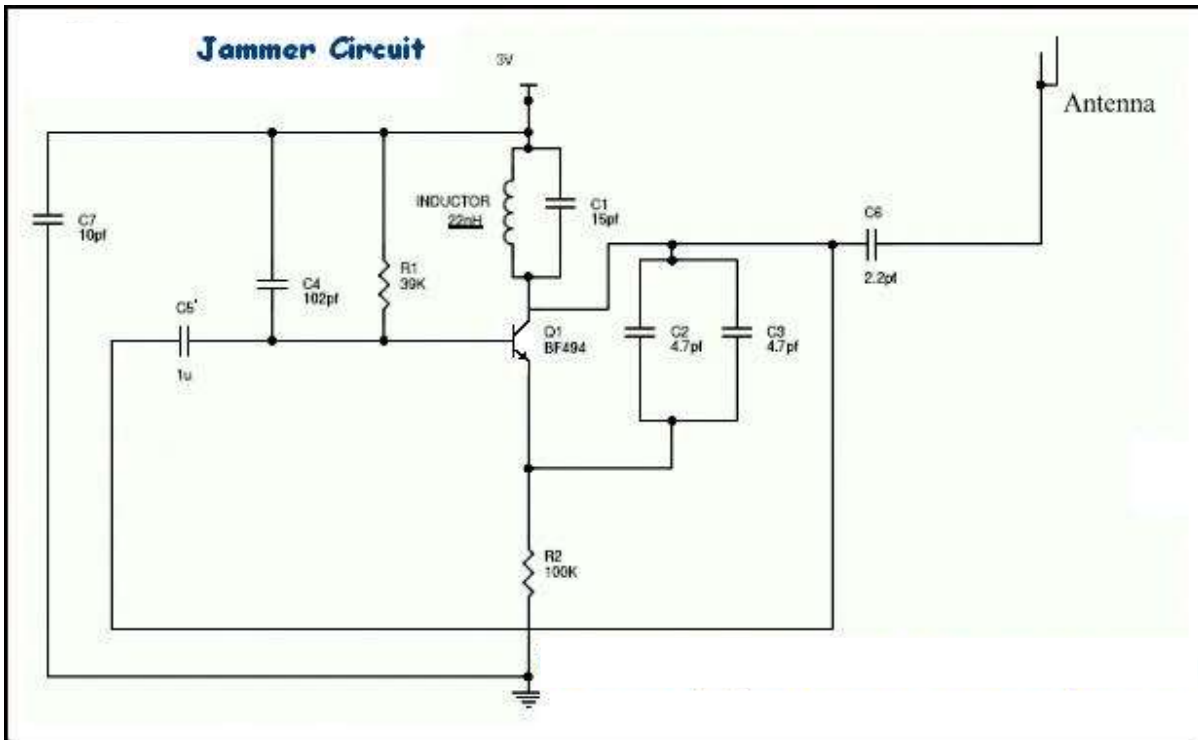 Jammer Circuit
3V
Antenna
C7
10pf
C4
102pf
R1
39K
INDUCTOR
22nH
C1
15pf
C6
2.2pf
C5'
1u
Q1
BF494
C2
4.7pf
C3
4.7pf
R2
100K